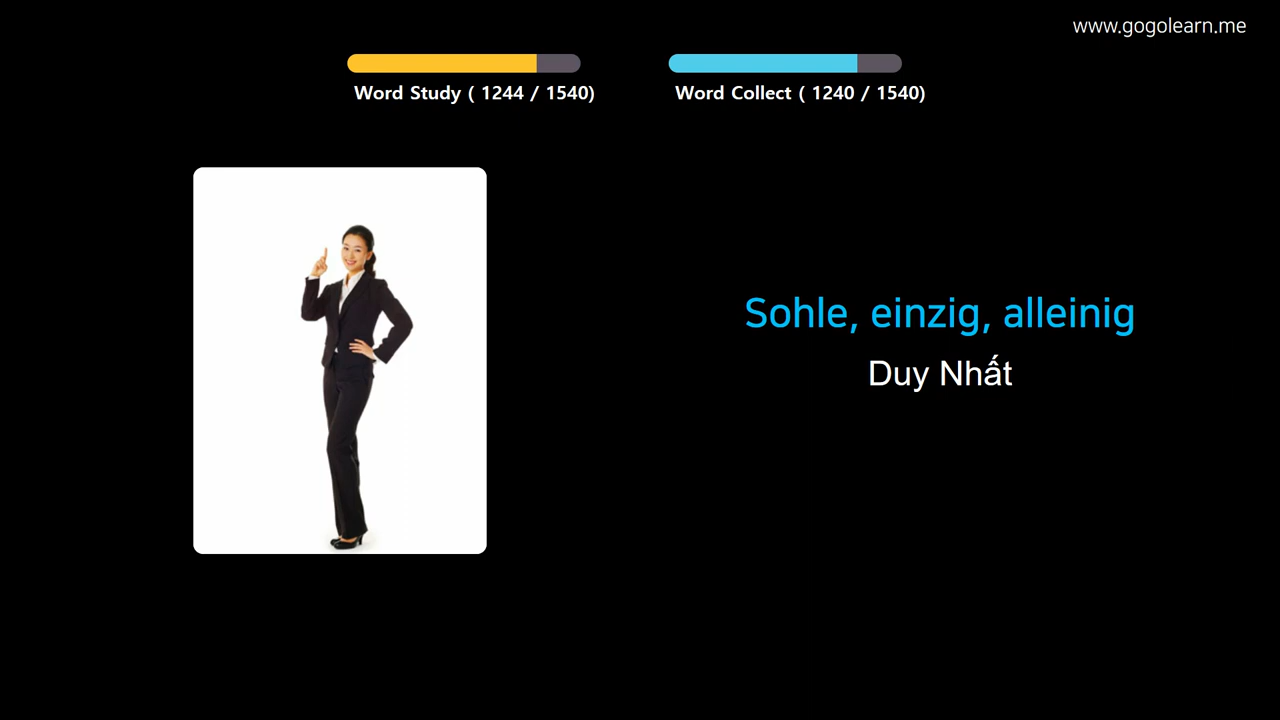 www.gogolearn.me
Word Study ( 1244 / 1540)
Word Collect ( 1240 / 1540)
Sohle, einzig, alleinig
Duy Nhất